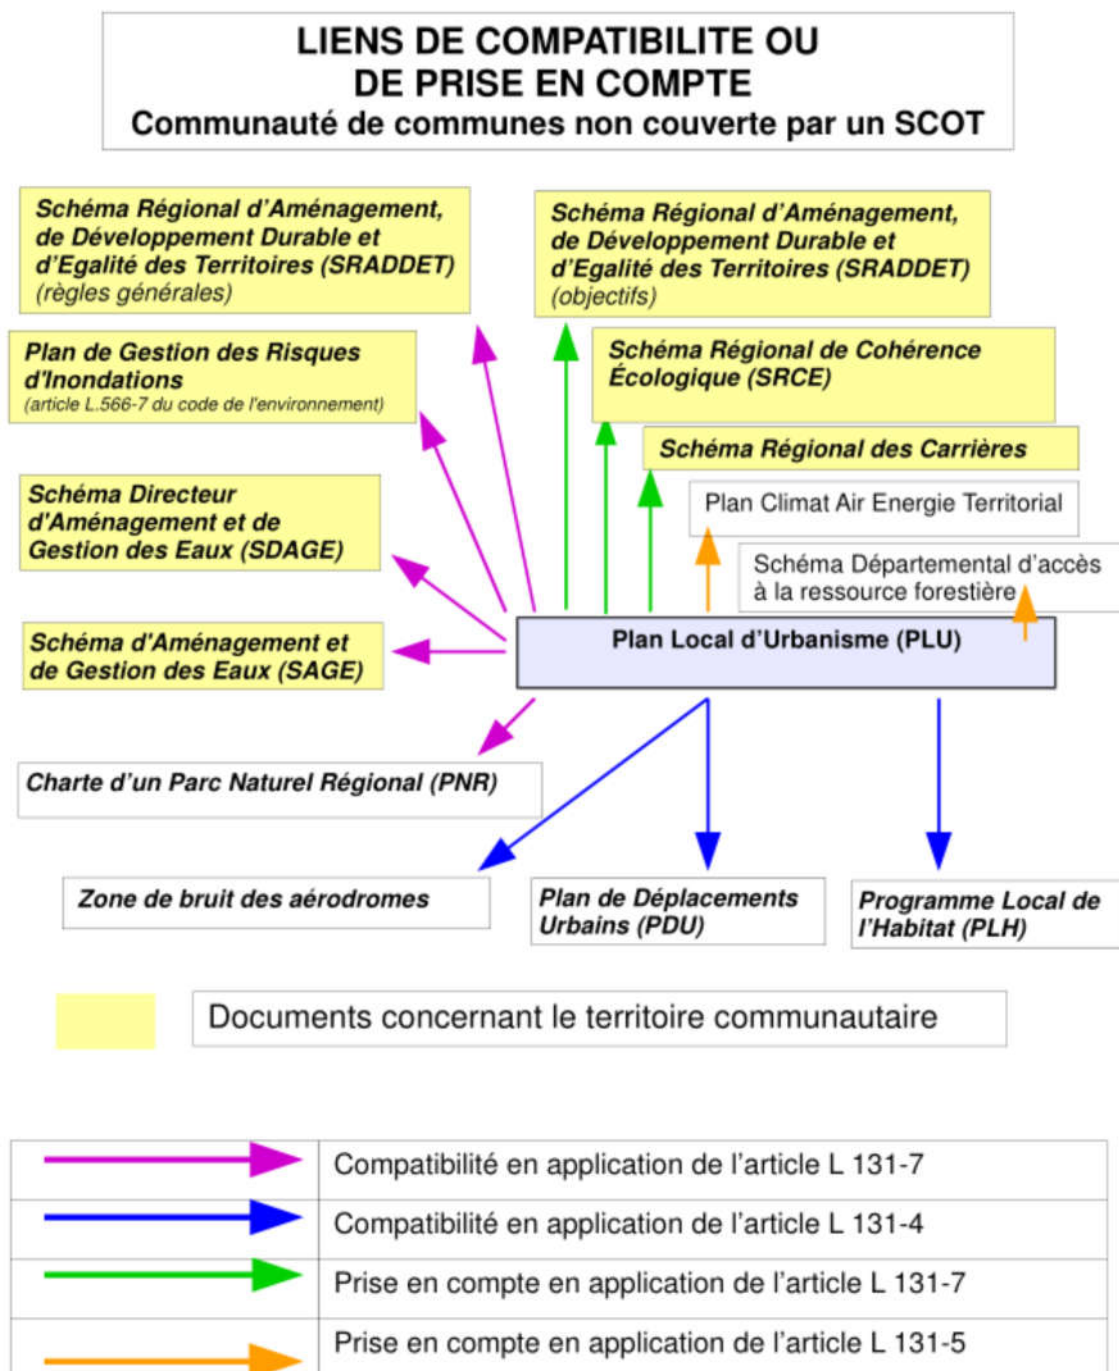 LIENS DE COMPATIBILITE OU
DE PRISE EN COMPTE
Communauté de communes non couverte par un SCOT
Schéma Régional d'Aménagement,
de Développement Durable et
d'Egalité des Territoires (SRADDET)
(règles générales)
Schéma Régional d'Aménagement,
de Développement Durable et
d'Egalité des Territoires (SRADDET)
(objectifs)
Plan de Gestion des Risques
d'Inondations
(article L.566-7 du code de l'environnement)
Schéma Régional de Cohérence
Écologique (SRCE)
Schéma Régional des Carrières
Schéma Directeur
d'Aménagement et de
Gestion des Eaux (SDAGE)
Plan Climat Air Energie Territorial
Schéma Départemental d'accès
à la ressource forestière
Schéma d'Aménagement et
de Gestion des Eaux (SAGE)
Plan Local d'Urbanisme (PLU)
Charte d'un Parc Naturel Régional (PNR)
Zone de bruit des aérodromes
Plan de Déplacements
Urbains (PDU)
Programme Local de
l'Habitat (PLH)
Documents concernant le territoire communautaire
Compatibilité en application de l'article L 131-7
Compatibilité en application de l'article L 131-4
Prise en compte en application de l'article L 131-7
Prise en compte en application de l'article L 131-5